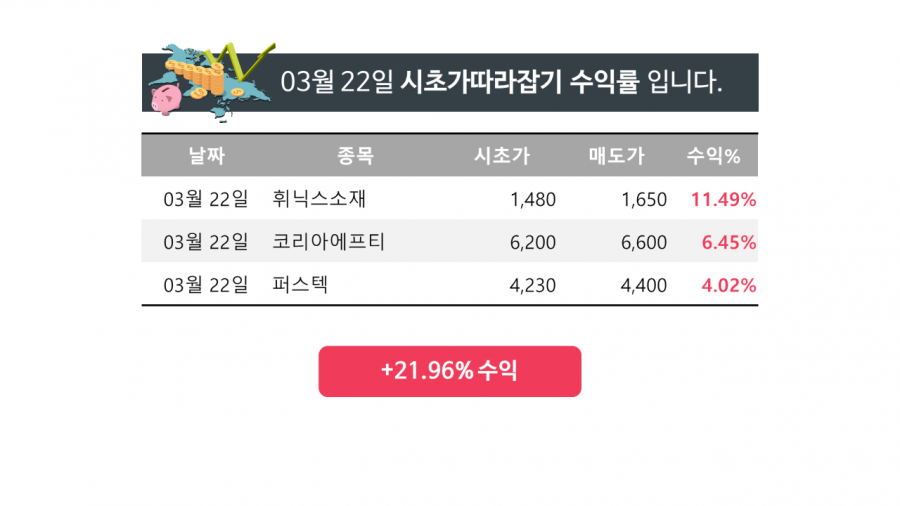 03월 22일 시초가따라잡기 수익률 입니다.
날짜 종목 시초가 매도가 수익%
03월 22일 휘닉스소재 1,480 1,650 11.49%
03월 22일 코리아에프티 6,200 6,600 6.45%
03월 22일 퍼스텍 4,230 4,400 4.02%
+21.96% 수익